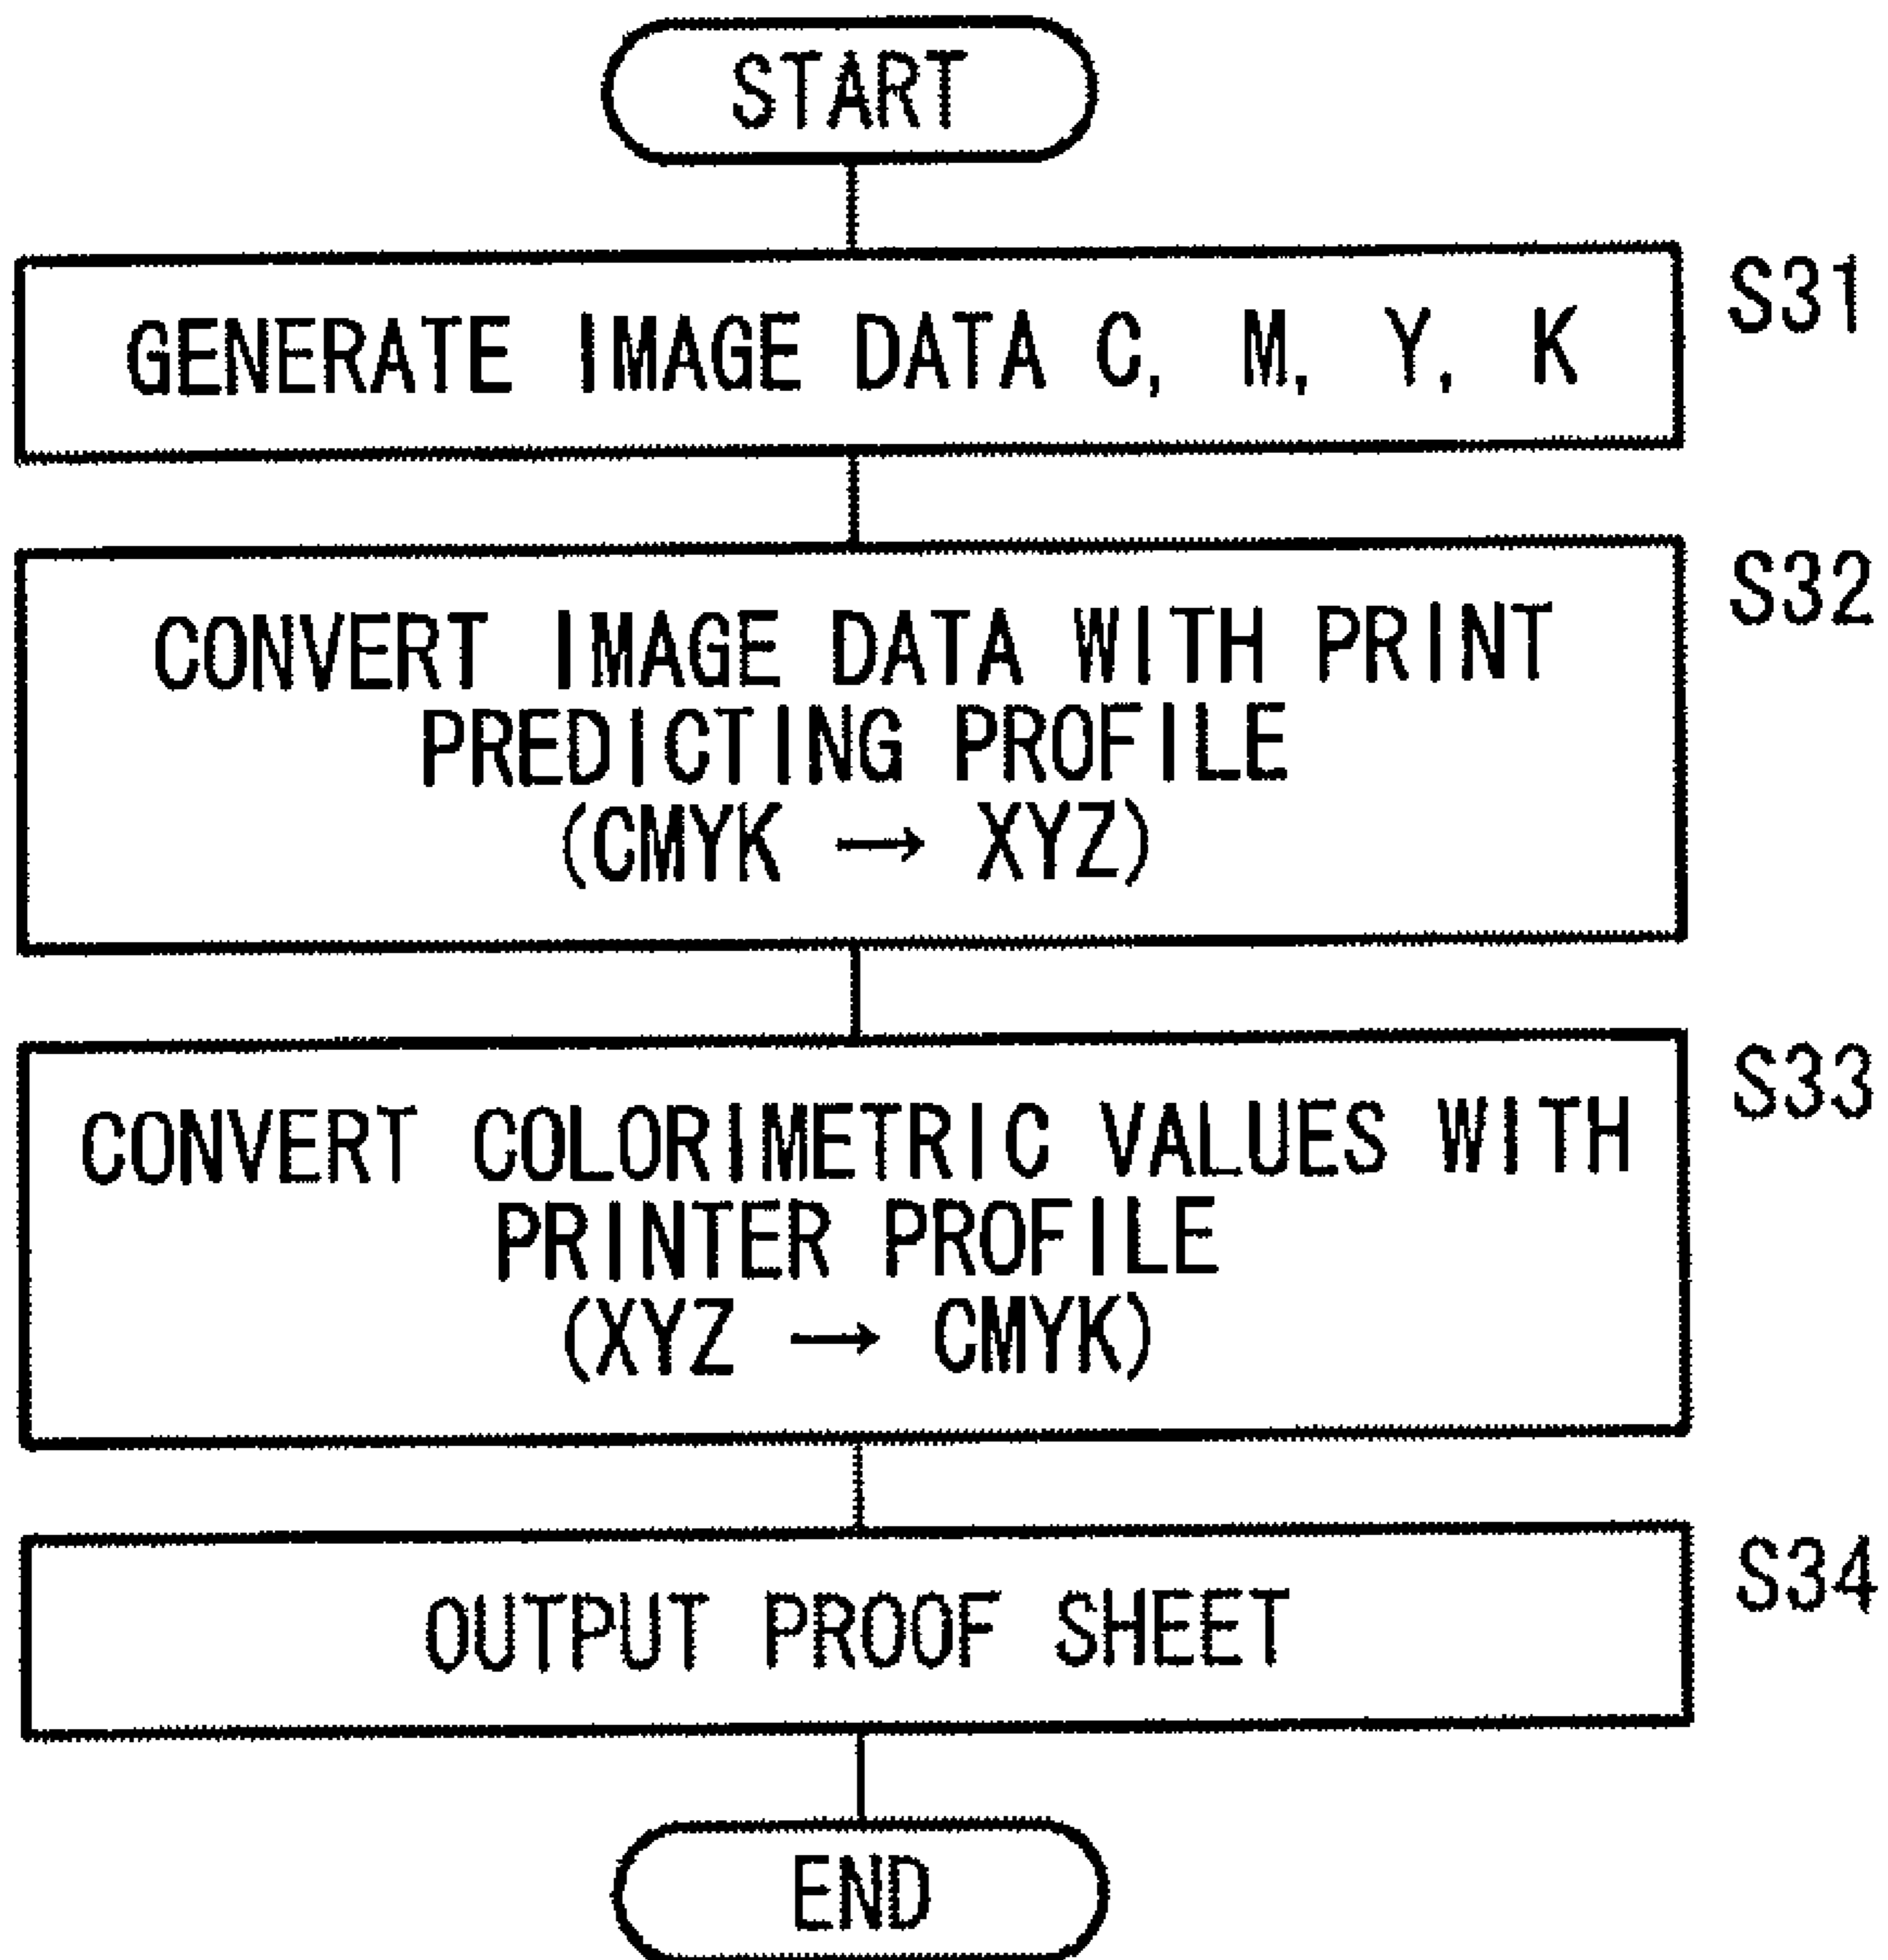 START
S31
GENERATE IMAGE DATA C, M, Y, K
S32
CONVERT IMAGE DATA WITH PRINT
PREDICTING PROFILE
(CMYK → XYZ)
S33
CONVERT COLORIMETRIC VALUES WITH
PRINTER PROFILE
(XYZ → CMYK)
S34
OUTPUT PROOF SHEET
END